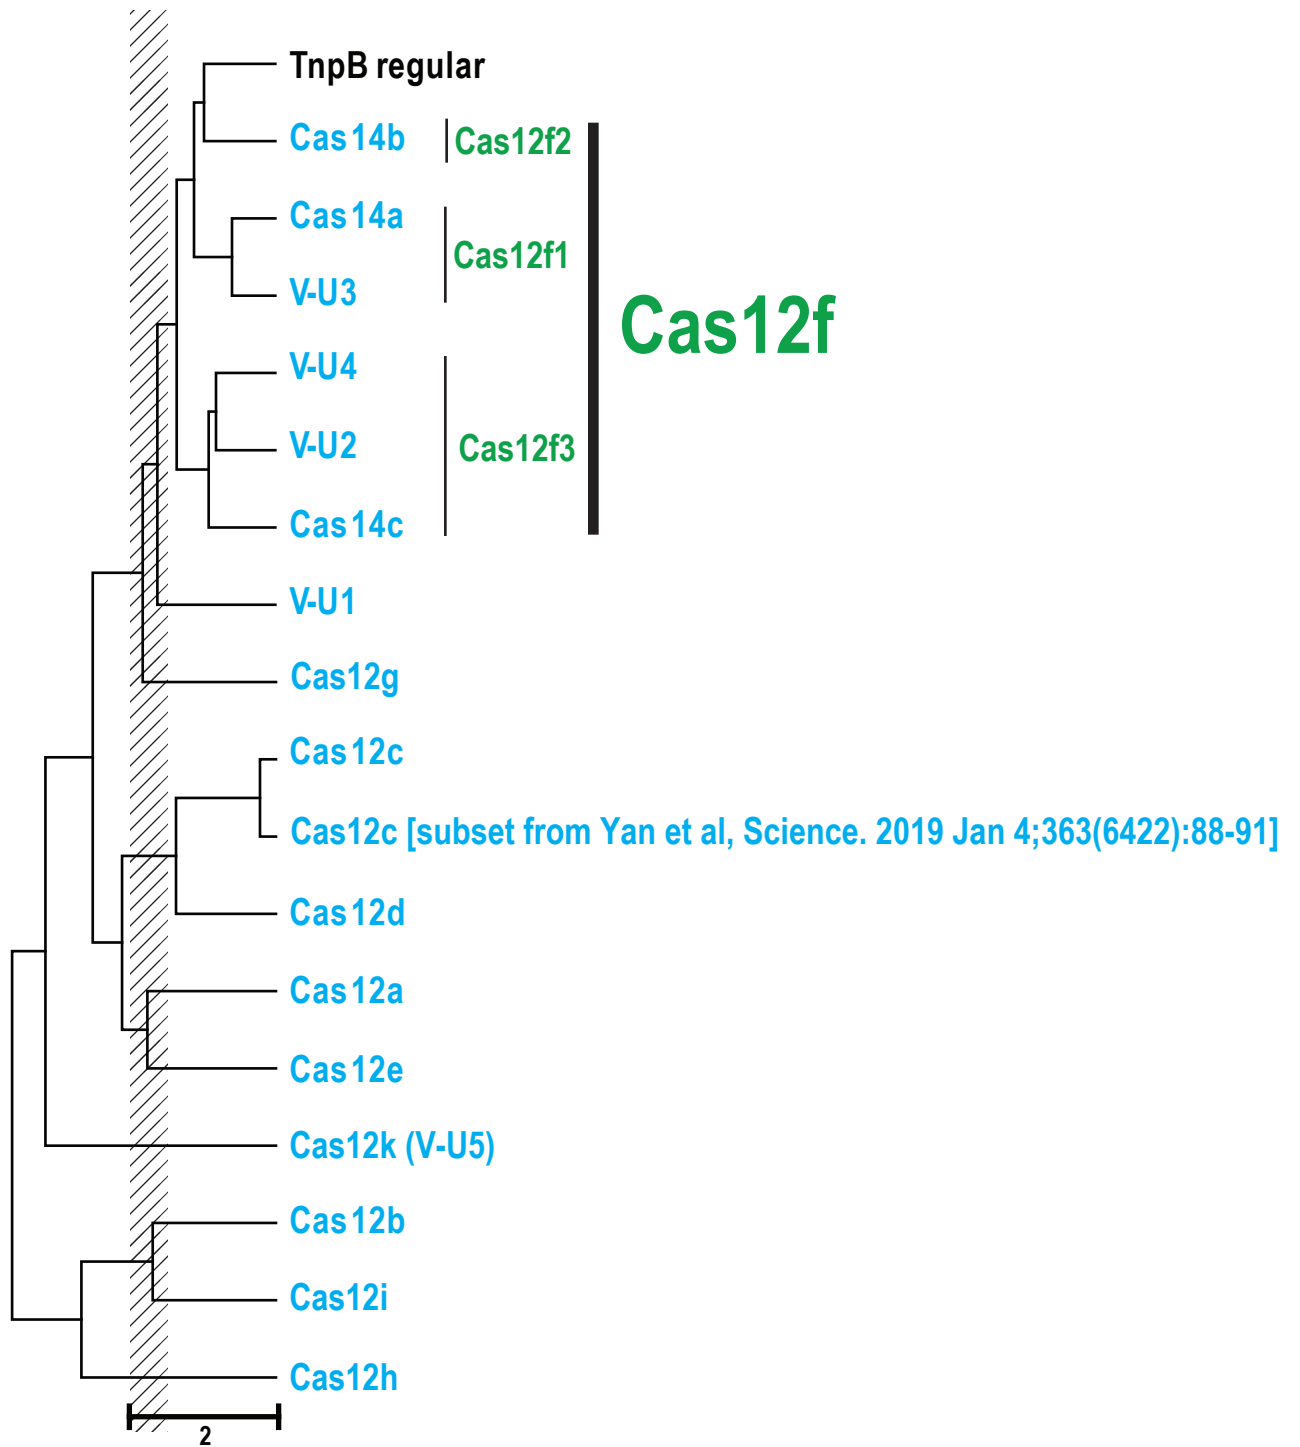 TnpB regular
Cas14b
Cas12f2
Cas14a
Cas12f1
V-U3
Cas12f
V-U4
V-U2
Cas12f3
Cas14c
V-U1
Cas12g
Cas12c
Cas12c [subset from Yan et al, Science. 2019 Jan 4;363(6422):88-91]
Cas12d
Cas12a
Cas12e
Cas12k (V-U5)
Cas12b
Cas12i
Cas12h
2